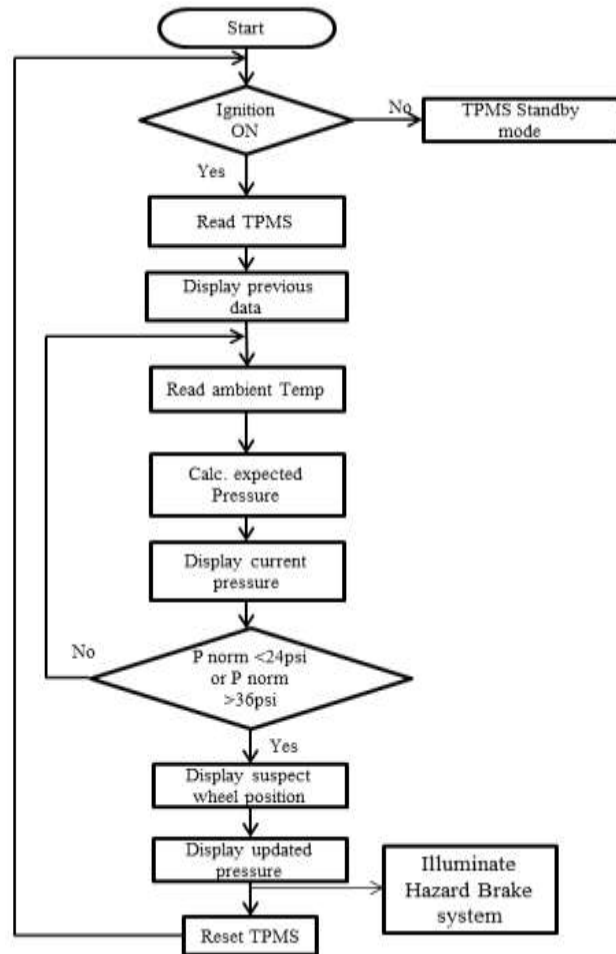 Start
Ignition
ON
No
TPMS Standby
mode
Yes
Read TPMS
Display previous
data
Read ambient Temp
Calc. expected
Pressure
Display current
pressure
No
P norm <24psi
or P norm
>36psi
Yes
Display suspect
wheel position
Display updated
pressure
Illuminate
Hazard Brake
system
Reset TPMS